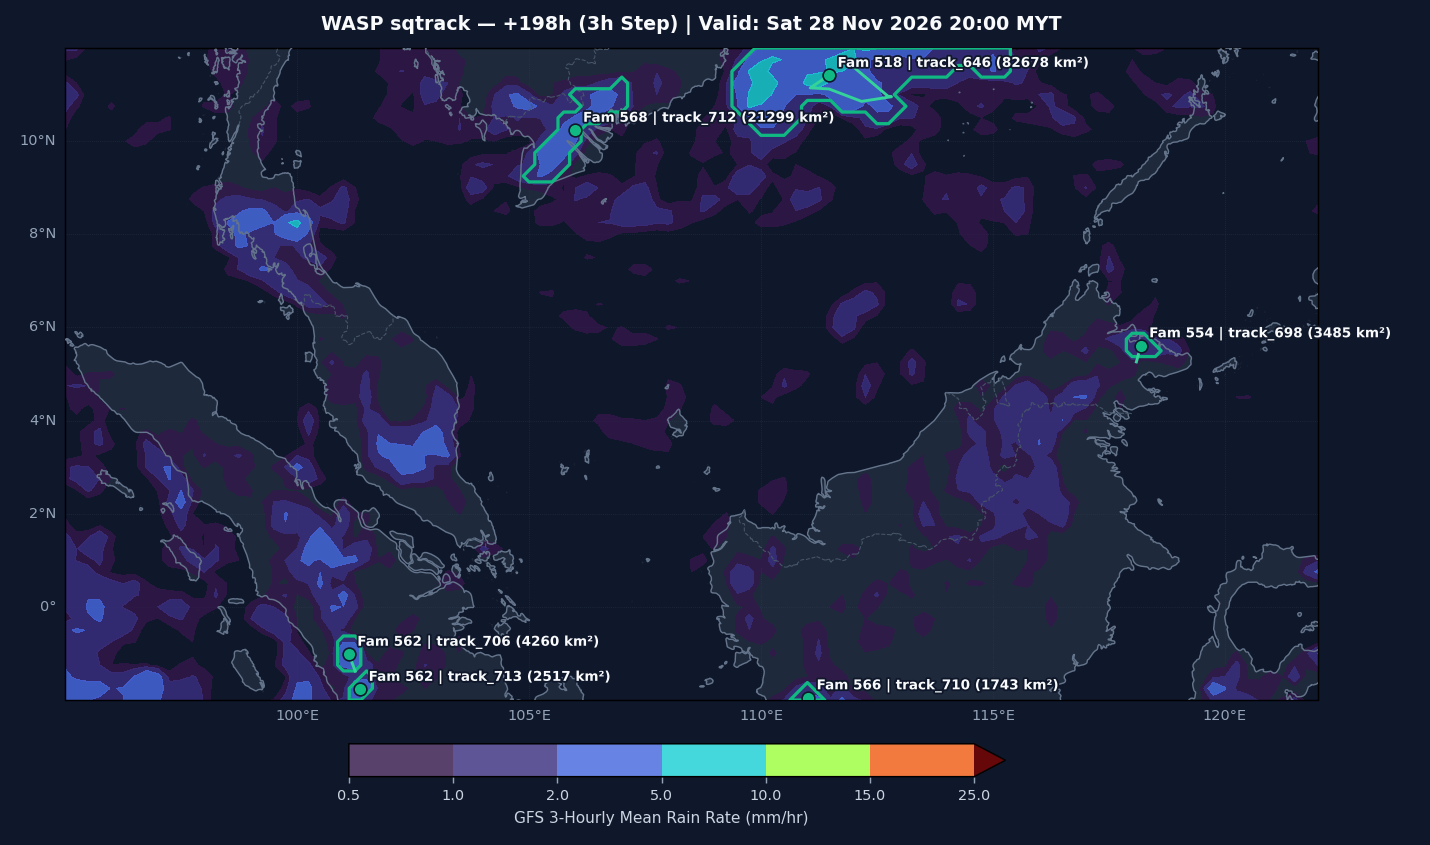 WASP sqtrack — +198h (3h Step) | Valid: Sat 28 Nov 2026 20:00 MYT
Fam 518 | track_646 (82678 km²)
Fam 568 | track_712 (21299 km²)
10°N
8°N
6°N
Fam 554 | track_698 (3485 km²)
4°N
2°N
0°
Fam 562 | track_706 (4260 km²)
Fam 562 | track_713 (2517 km²)
Fam 566 | track_710 (1743 km²)
100°E 105°E 110°E 115°E 120°E
0.5 1.0 2.0 5.0 10.0 15.0 25.0
GFS 3-Hourly Mean Rain Rate (mm/hr)